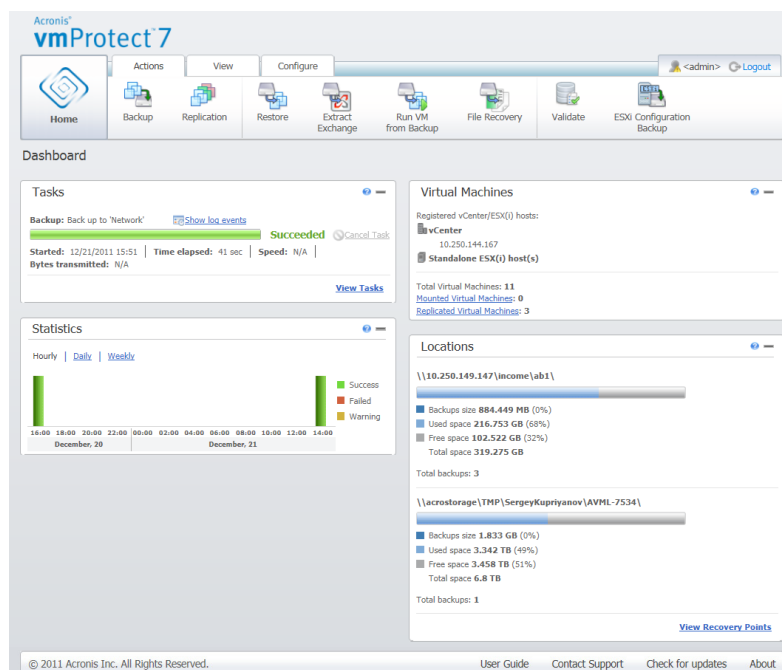 Acronis®
vmProtect 7
Actions View Configure
<admin> Logout
Home
Backup Replication Restore Extract Exchange Run VM from Backup File Recovery Validate ESXi Configuration Backup
Dashboard
Tasks
Backup: Back up to 'Network' Show log events
Succeeded Cancel Task
Started: 12/21/2011 15:51 Time elapsed: 41 sec Speed: N/A
Bytes transmitted: N/A
View Tasks
Statistics
Hourly Daily Weekly
Success
Failed
Warning
16:00 18:00 20:00 22:00 00:00 02:00 04:00 06:00 08:00 10:00 12:00 14:00
December, 20 December, 21
Virtual Machines
Registered vCenter/ESX(i) hosts:
vCenter
10.250.144.167
Standalone ESX(i) host(s)
Total Virtual Machines: 11
Mounted Virtual Machines: 0
Replicated Virtual Machines: 3
Locations
\\10.250.149.147\income\ab1\
Backups size 884.449 MB (0%)
Used space 216.753 GB (68%)
Free space 102.522 GB (32%)
Total space 319.275 GB
Total backups: 3
\\acrostorage\TMP\SergeyKupriyanov\AVML-7534\
Backups size 1.833 GB (0%)
Used space 3.342 TB (49%)
Free space 3.458 TB (51%)
Total space 6.8 TB
Total backups: 1
View Recovery Points
© 2011 Acronis Inc. All Rights Reserved. User Guide Contact Support Check for updates About